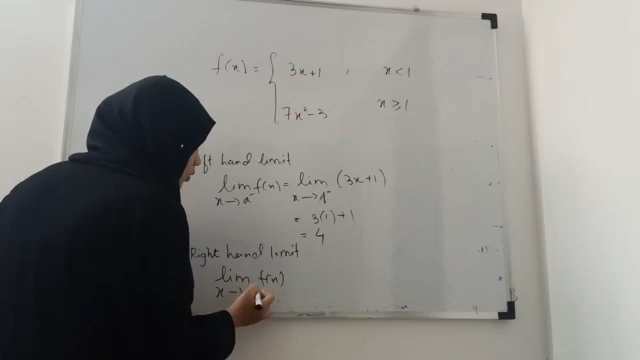 f(x) = { 3x+1 , x < 1
7x² - 3 x ≥ 1
ft hand limit
lim f(x) = lim (3x+1)
x→a⁻ x→1⁻
= 3(1)+1
= 4
Right hand limit
lim f(x)
x→